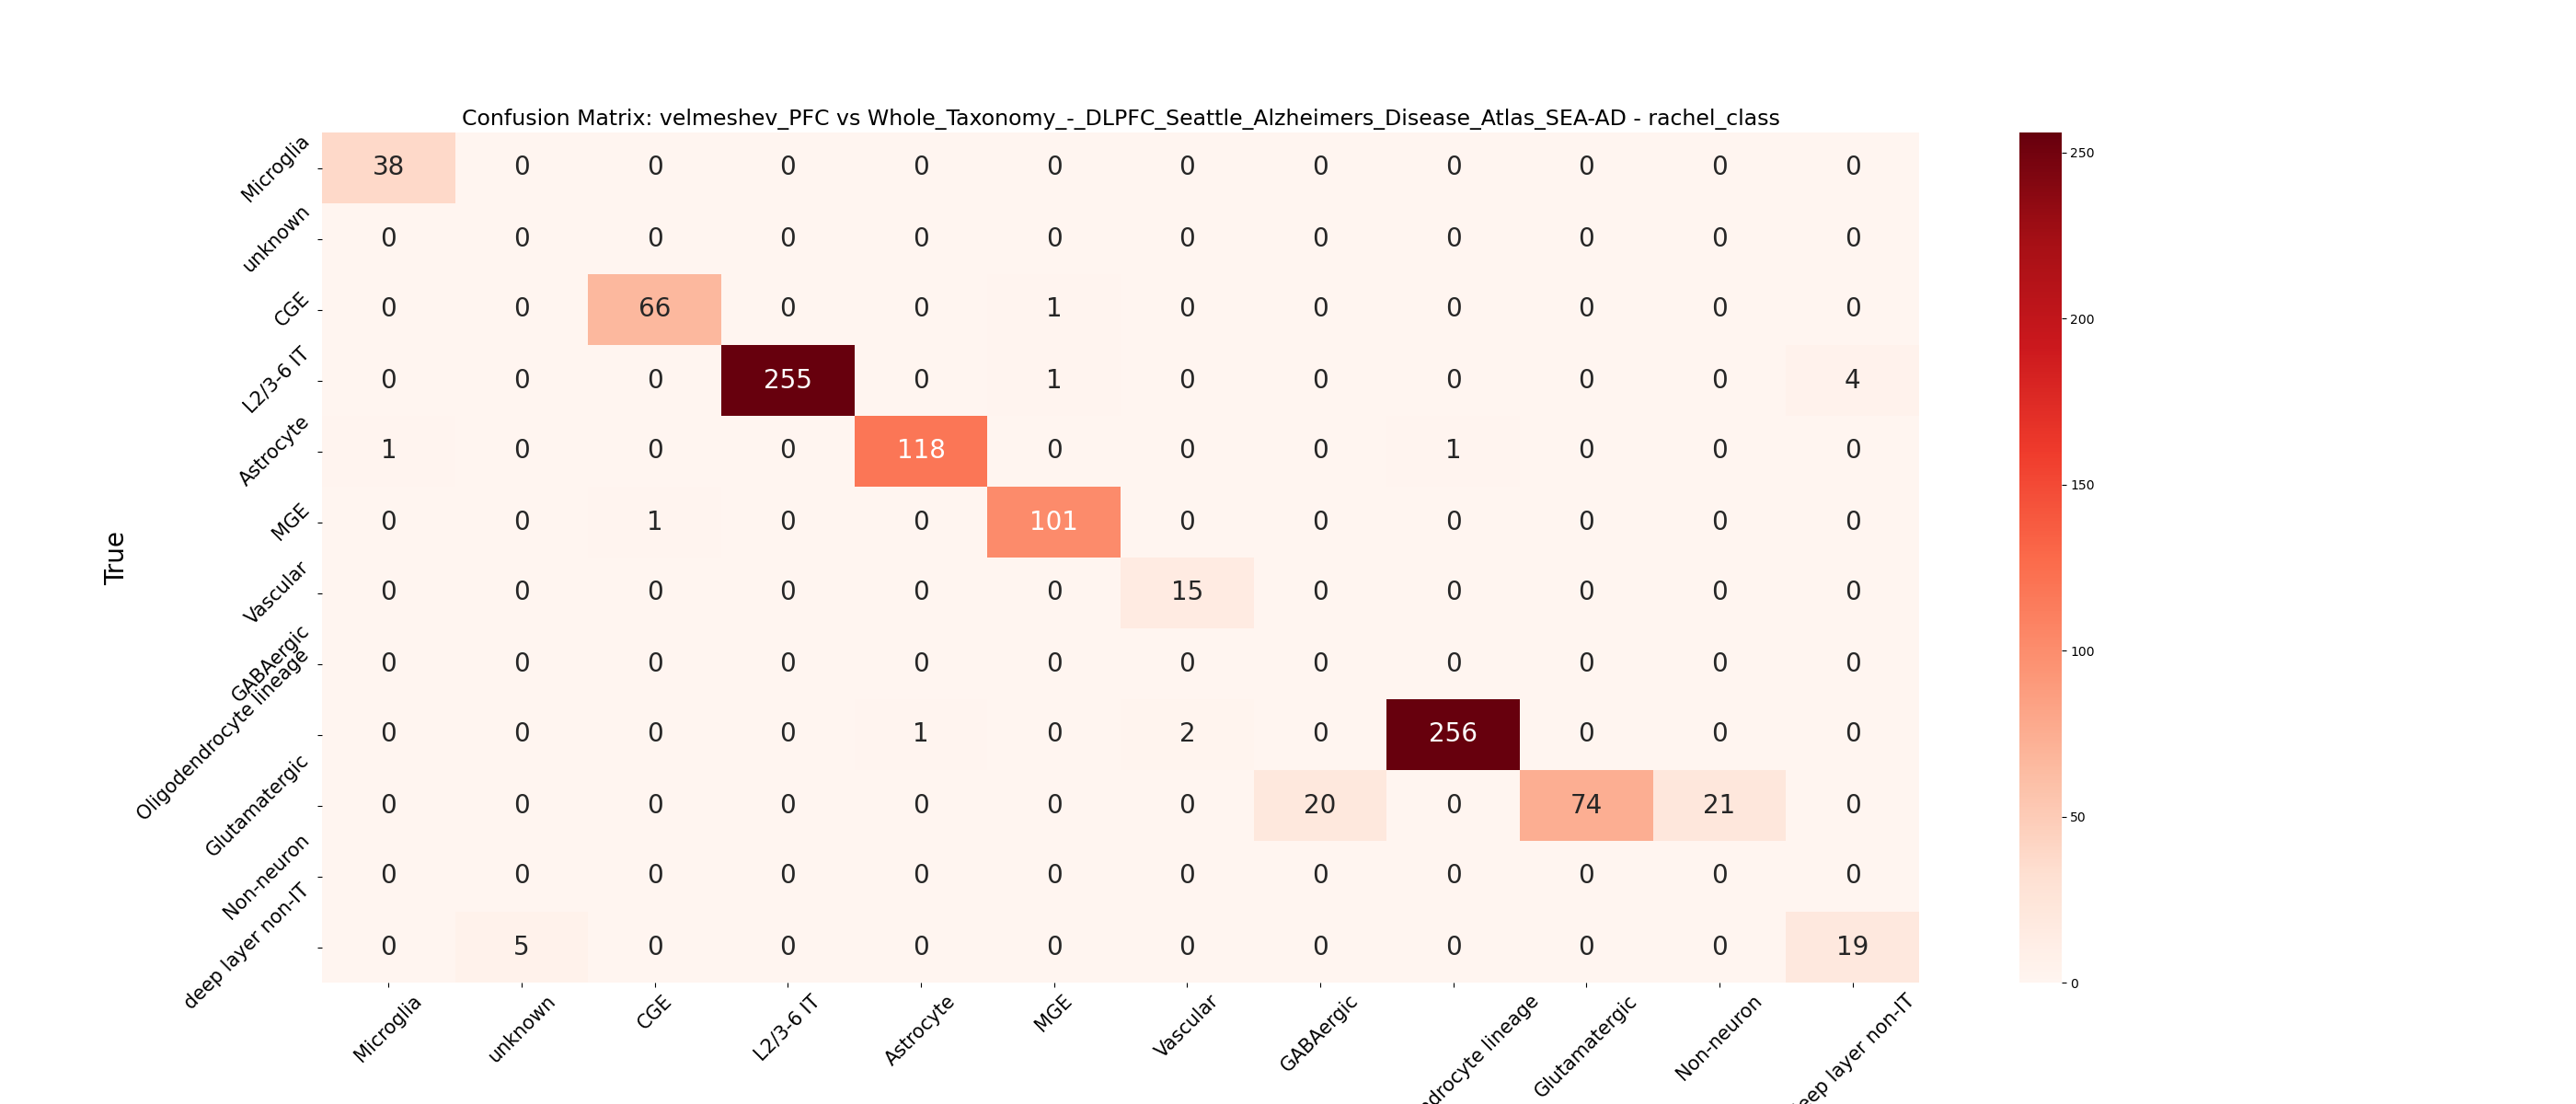 Confusion Matrix: velmeshev_PFC vs Whole_Taxonomy_-_DLPFC_Seattle_Alzheimers_Disease_Atlas_SEA-AD - rachel_class
True
Microglia 38 0 0 0 0 0 0 0 0 0 0 0
unknown 0 0 0 0 0 0 0 0 0 0 0 0
CGE 0 0 66 0 0 1 0 0 0 0 0 0
L2/3-6 IT 0 0 0 255 0 1 0 0 0 0 0 4
Astrocyte 1 0 0 0 118 0 0 0 1 0 0 0
MGE 0 0 1 0 0 101 0 0 0 0 0 0
Vascular 0 0 0 0 0 0 15 0 0 0 0 0
GABAergic 0 0 0 0 0 0 0 0 0 0 0 0
Oligodendrocyte lineage 0 0 0 0 1 0 2 0 256 0 0 0
Glutamatergic 0 0 0 0 0 0 0 20 0 74 21 0
Non-neuron 0 0 0 0 0 0 0 0 0 0 0 0
deep layer non-IT 0 5 0 0 0 0 0 0 0 0 0 19
Microglia unknown CGE L2/3-6 IT Astrocyte MGE Vascular GABAergic lineage Glutamatergic Non-neuron layer non-IT
250
200
150
100
50
0